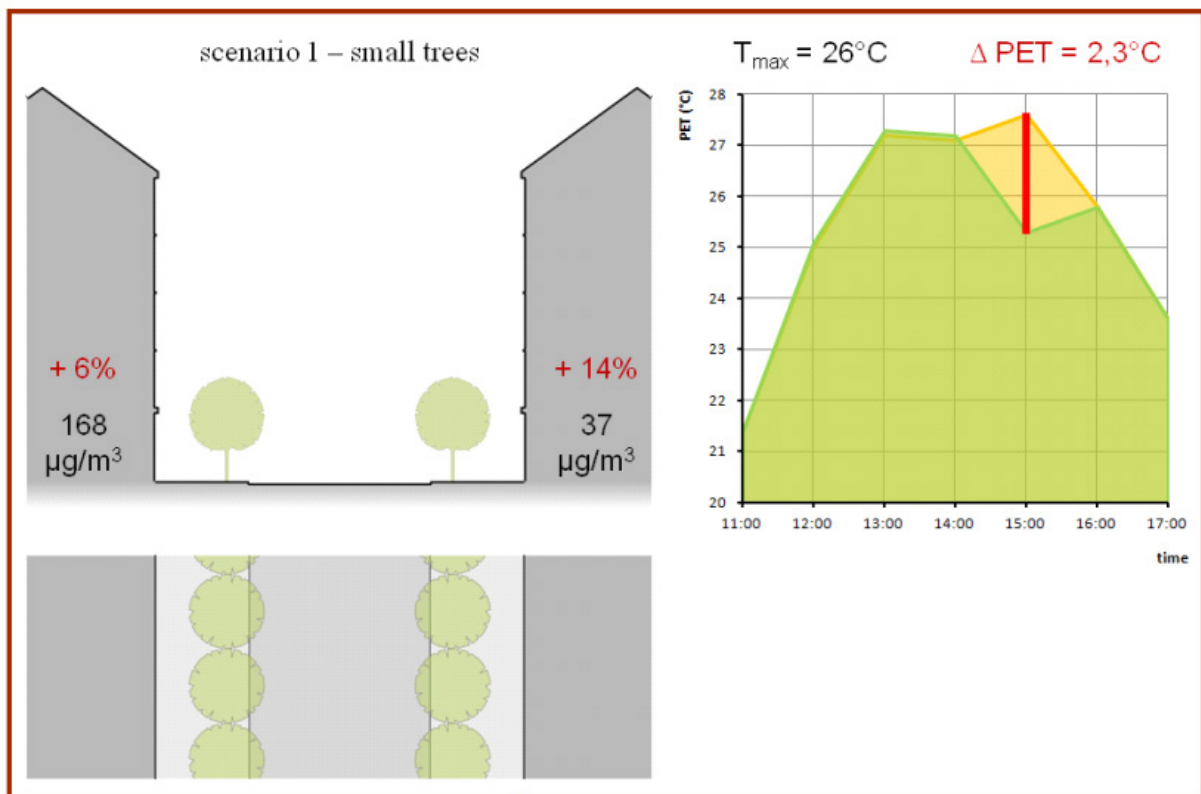 scenario 1 – small trees
+ 6%
168
µg/m³
+ 14%
37
µg/m³
Tmax = 26°C
Δ PET = 2,3°C
PET (°C)
28
27
26
25
24
23
22
21
20
11:00 12:00 13:00 14:00 15:00 16:00 17:00
time